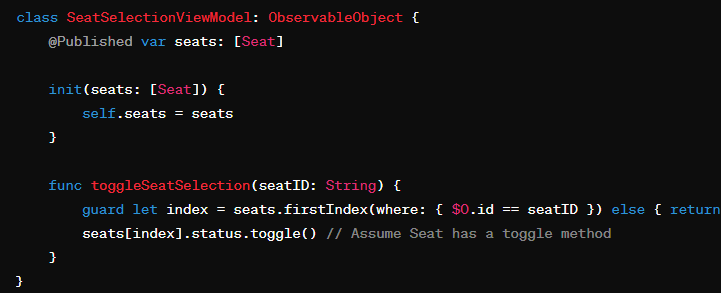 class SeatSelectionViewModel: ObservableObject {
    @Published var seats: [Seat]

    init(seats: [Seat]) {
        self.seats = seats
    }

    func toggleSeatSelection(seatID: String) {
        guard let index = seats.firstIndex(where: { $0.id == seatID }) else { return
        seats[index].status.toggle() // Assume Seat has a toggle method
    }
}